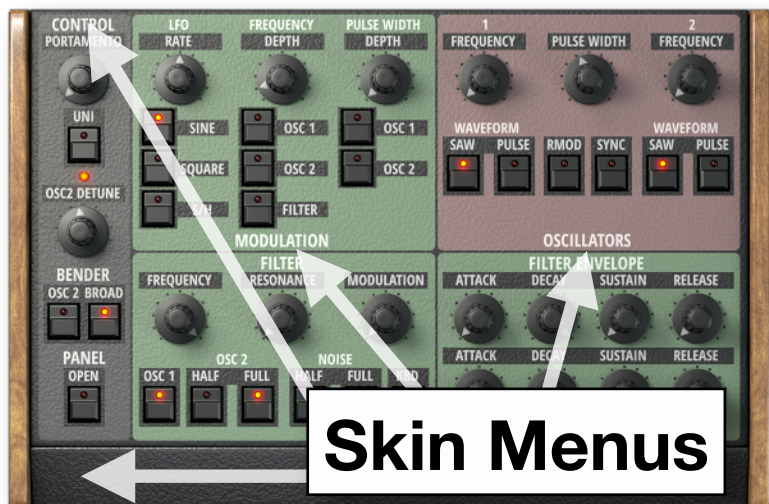 CONTROL
PORTAMENTO
UNI
OSC2 DETUNE
BENDER
OSC 2 BROAD
PANEL
OPEN
LFO FREQUENCY PULSE WIDTH
RATE DEPTH DEPTH
SINE OSC 1 OSC 1
SQUARE OSC 2 OSC 2
S/H FILTER
MODULATION
1 2
FREQUENCY PULSE WIDTH FREQUENCY
WAVEFORM WAVEFORM
SAW PULSE RMOD SYNC SAW PULSE
OSCILLATORS
FILTER
FREQUENCY RESONANCE MODULATION
OSC 2 NOISE
OSC 1 HALF FULL HALF FULL KBD
FILTER ENVELOPE
ATTACK DECAY SUSTAIN RELEASE
ATTACK DECAY SUSTAIN RELEASE
Skin Menus